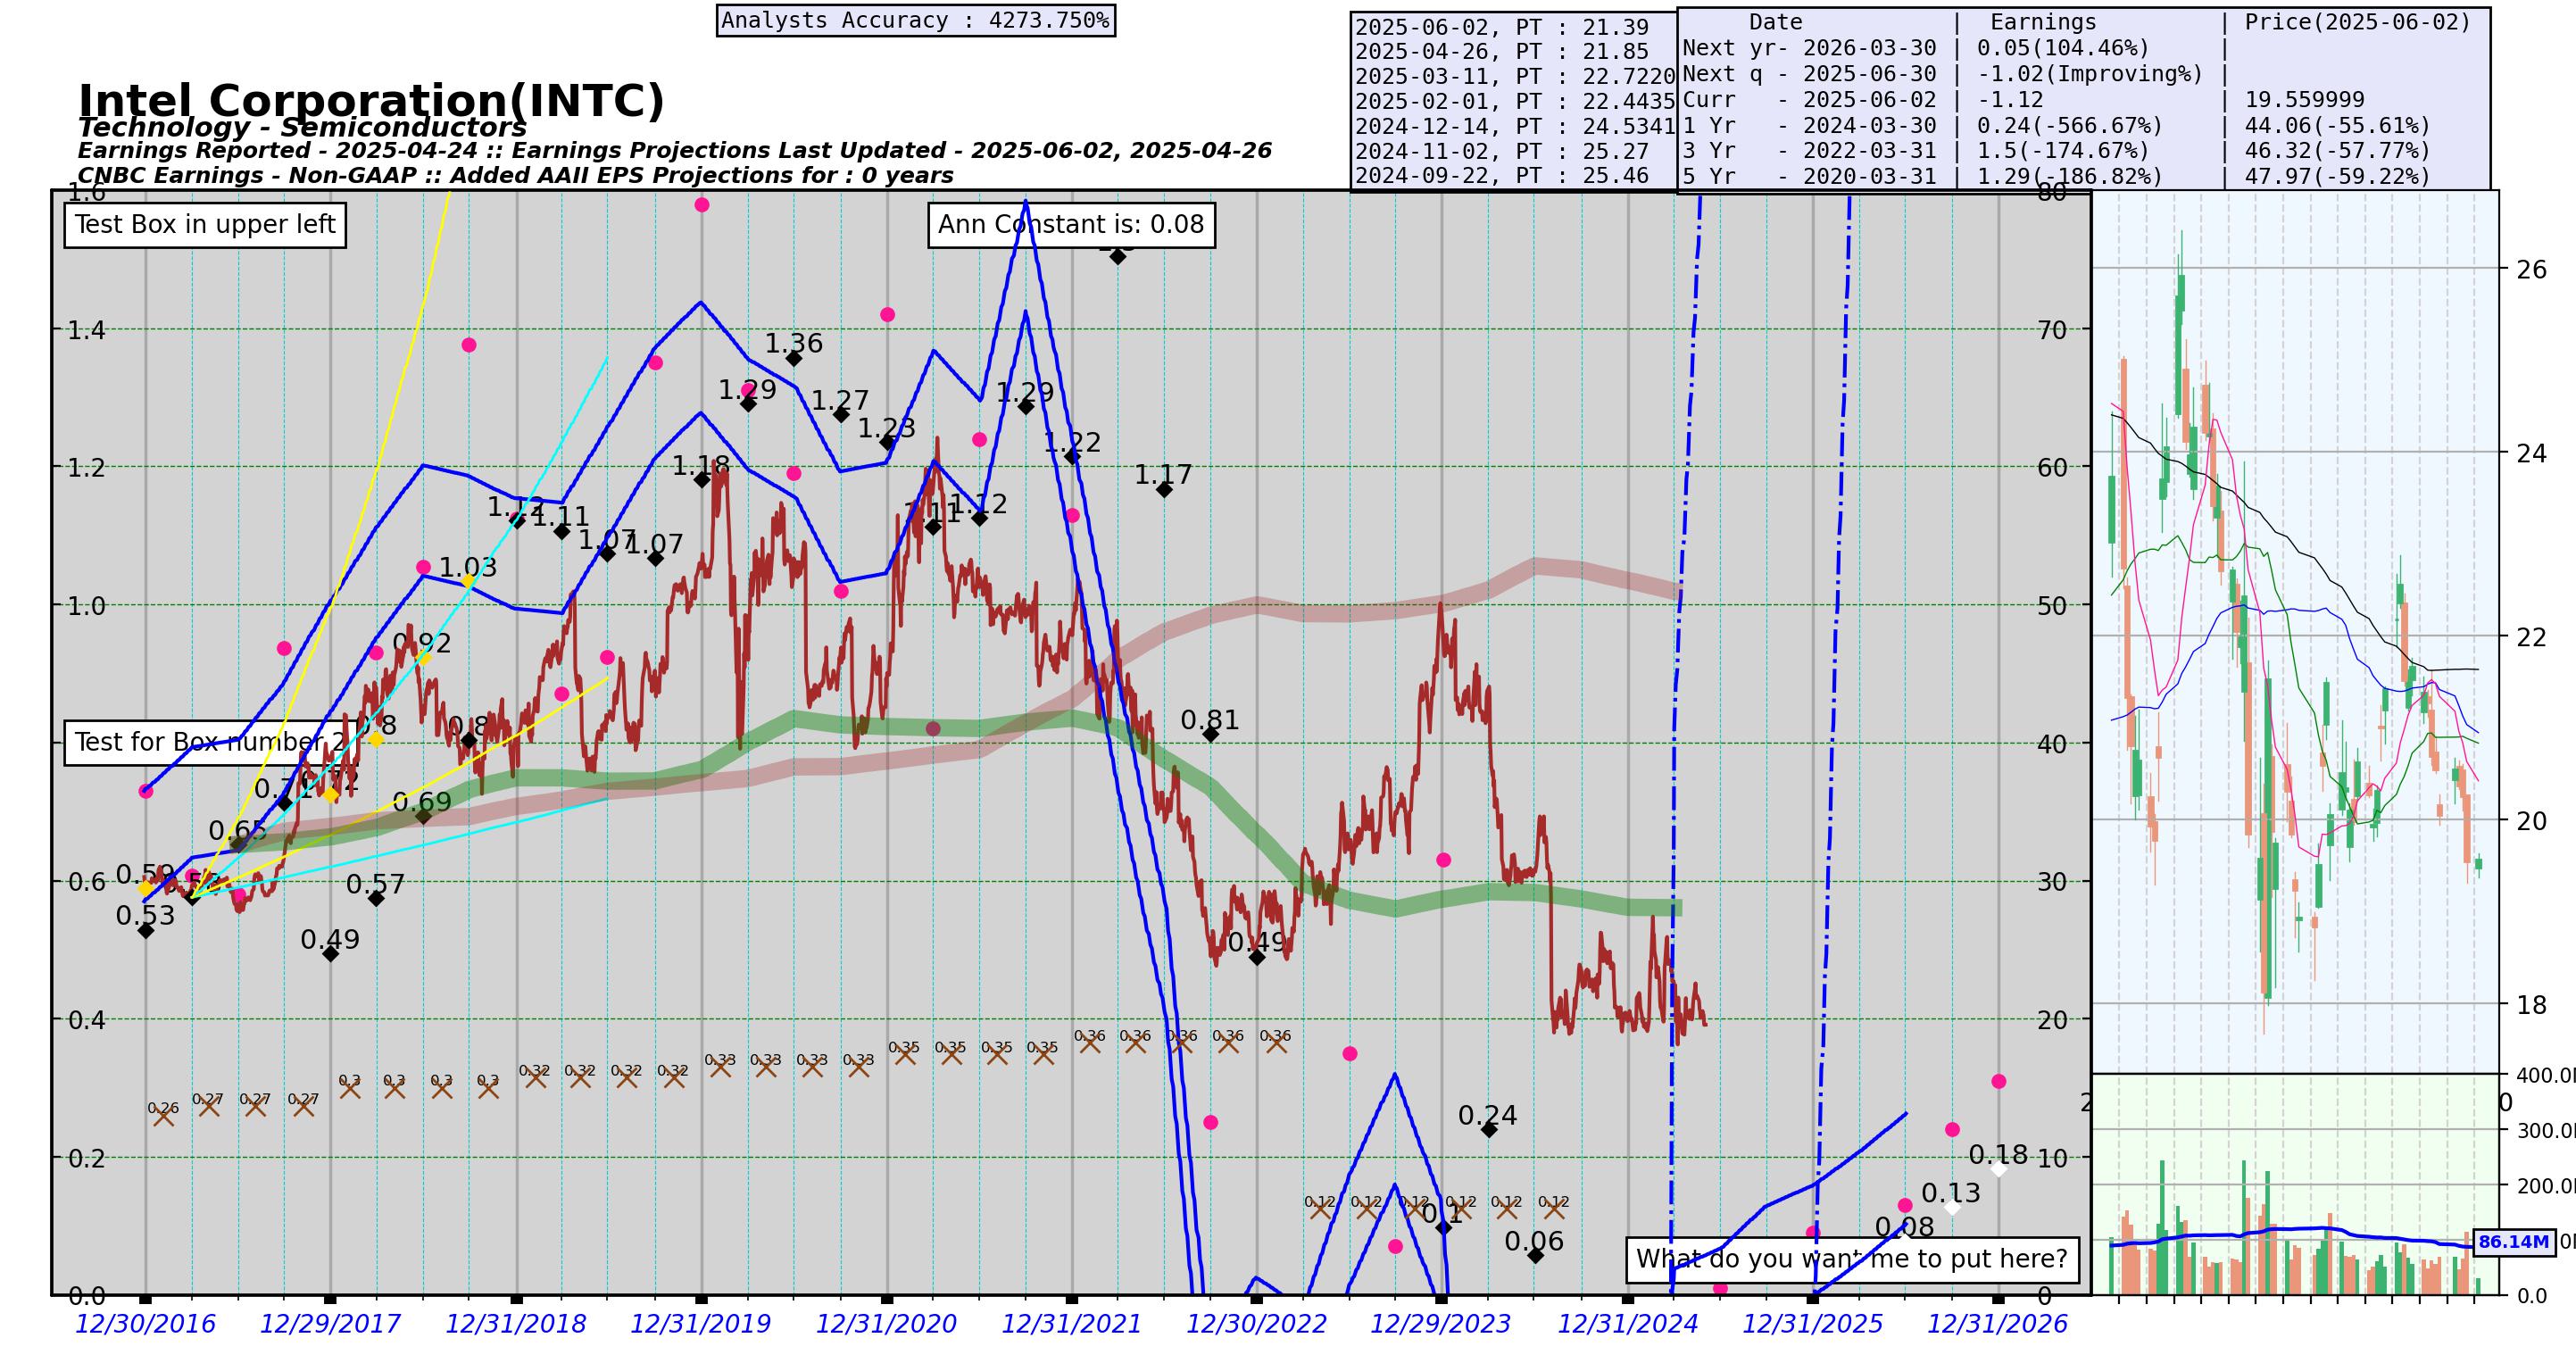 Analysts Accuracy : 4273.750%
2025-06-02, PT : 21.39
2025-04-26, PT : 21.85
2025-03-11, PT : 22.7220
2025-02-01, PT : 22.4435
2024-12-14, PT : 24.5341
2024-11-02, PT : 25.27
2024-09-22, PT : 25.46
Date | Earnings | Price(2025-06-02)
Next yr- 2026-03-30 | 0.05(104.46%) |
Next q - 2025-06-30 | -1.02(Improving%) |
Curr - 2025-06-02 | -1.12 | 19.559999
1 Yr - 2024-03-30 | 0.24(-566.67%) | 44.06(-55.61%)
3 Yr - 2022-03-31 | 1.5(-174.67%) | 46.32(-57.77%)
5 Yr - 2020-03-31 | 1.29(-186.82%) | 47.97(-59.22%)
Intel Corporation(INTC)
Technology - Semiconductors
Earnings Reported - 2025-04-24 :: Earnings Projections Last Updated - 2025-06-02, 2025-04-26
CNBC Earnings - Non-GAAP :: Added AAII EPS Projections for : 0 years
Test Box in upper left
Ann Constant is: 0.08
Test for Box number 2
What do you want me to put here?
1.6
1.4
1.2
1.0
0.6
0.4
0.2
0.0
80
70
60
50
40
30
20
10
0
26
24
22
20
18
400.0
300.0
200.0
0.0
86.14M
0.53
0.59
0.65
0.49
0.57
0.69
0.92
1.03
0.8
0.8
1.12
1.11
1.07
1.07
1.18
1.29
1.36
1.27
1.23
1.11
1.12
1.29
1.22
1.17
0.81
0.49
0.1
0.24
0.06
0.08
0.13
0.18
0.26
0.27 0.27 0.27
0.3 0.3 0.3 0.3
0.32 0.32 0.32 0.32
0.33 0.33 0.33 0.33
0.35 0.35 0.35 0.35
0.36 0.36 0.36 0.36 0.36
0.12 0.12 0.12 0.12 0.12 0.12
12/30/2016 12/29/2017 12/31/2018 12/31/2019 12/31/2020 12/31/2021 12/30/2022 12/29/2023 12/31/2024 12/31/2025 12/31/2026